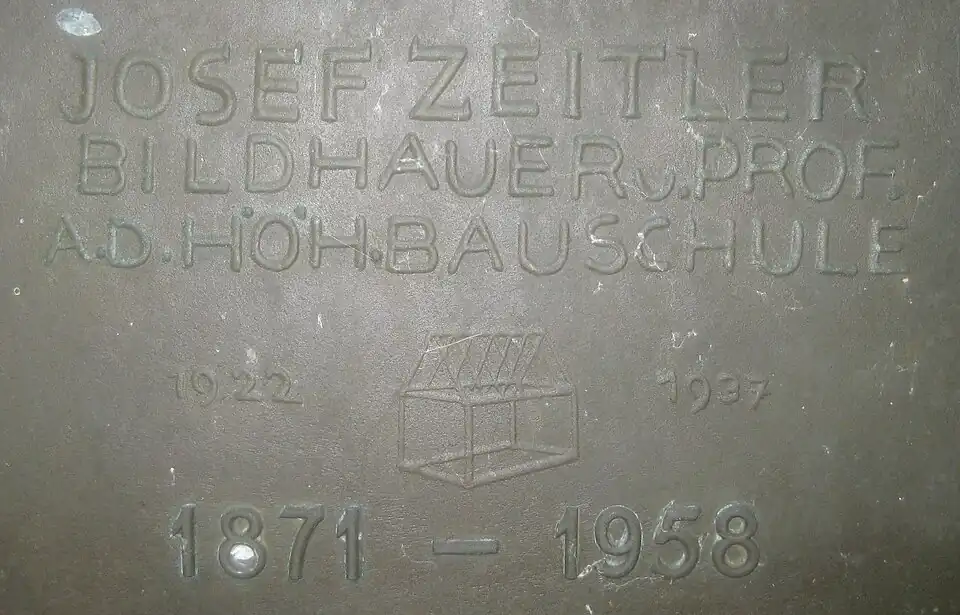 JOSEF ZEITLER
BILDHAUER u. PROF.
A.D. HÖH. BAUSCHULE
1922 1937
1871 – 1958